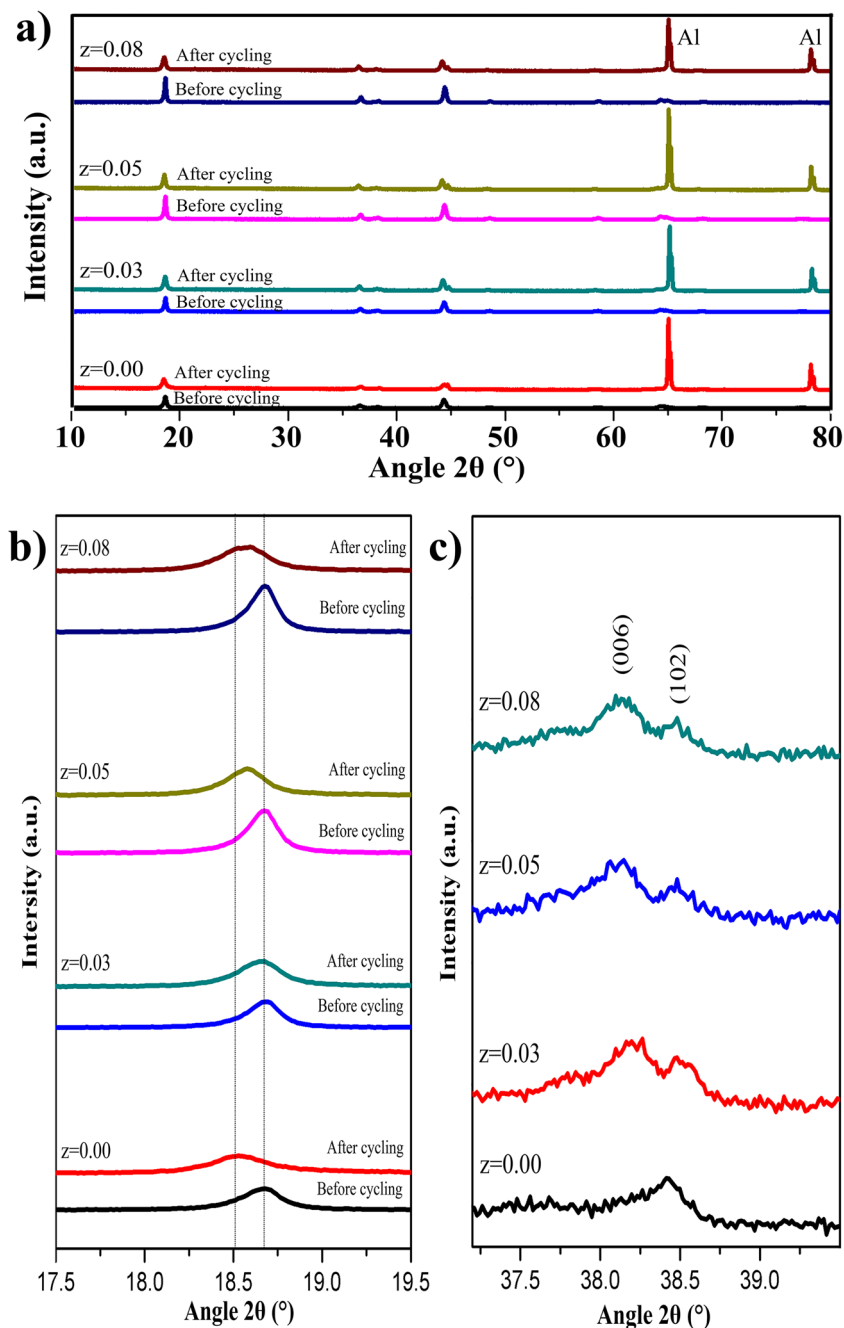 a)
z=0.08
After cycling
Al
Al
Before cycling
z=0.05
After cycling
Before cycling
z=0.03
After cycling
Before cycling
z=0.00
After cycling
Before cycling
Intensity (a.u.)
10 20 30 40 50 60 70 80
Angle 2θ (°)
b)
z=0.08
After cycling
Before cycling
z=0.05
After cycling
Before cycling
z=0.03
After cycling
Before cycling
z=0.00
After cycling
Before cycling
Intersity (a.u.)
17.5 18.0 18.5 19.0 19.5
Angle 2θ (°)
c)
(006)
(102)
z=0.08
z=0.05
z=0.03
z=0.00
Intensity (a.u.)
37.5 38.0 38.5 39.0
Angle 2θ (°)